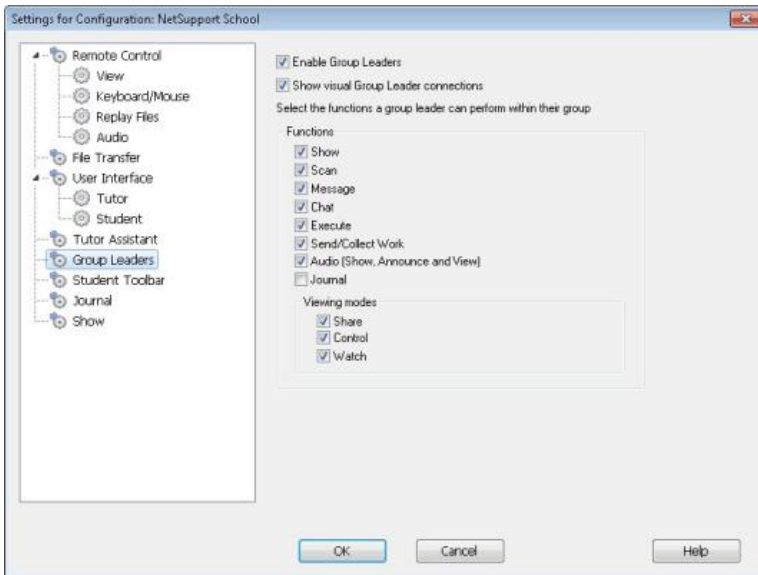 Settings for Configuration: NetSupport School
Remote Control
View
Keyboard/Mouse
Replay Files
Audio
File Transfer
User Interface
Tutor
Student
Tutor Assistant
Group Leaders
Student Toolbar
Journal
Show
Enable Group Leaders
Show visual Group Leader connections
Select the functions a group leader can perform within their group
Functions
Show
Scan
Message
Chat
Execute
Send/Collect Work
Audio (Show, Announce and View)
Journal
Viewing modes
Share
Control
Watch
OK
Cancel
Help